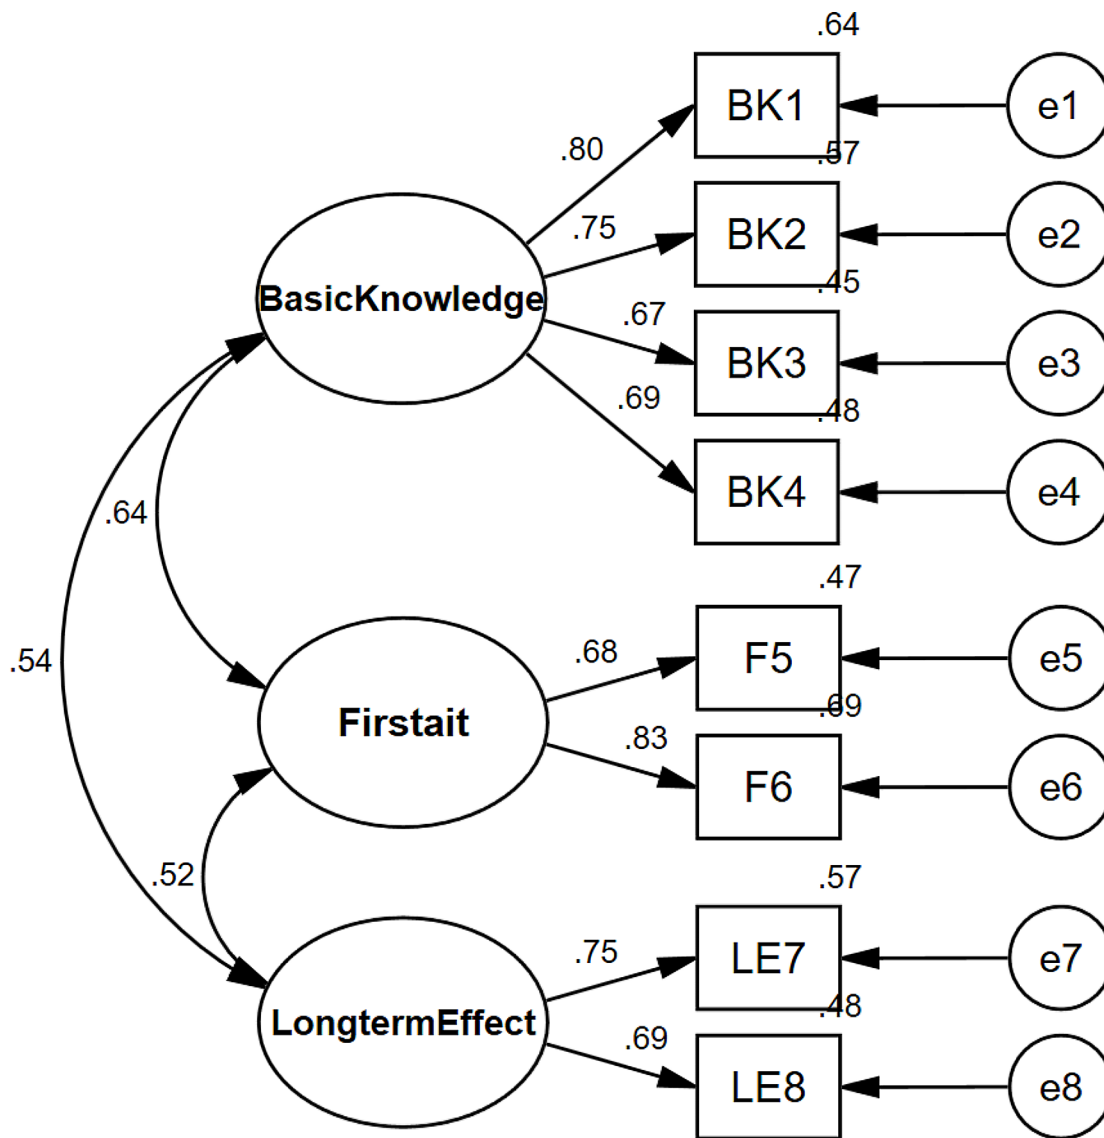 .64
BK1
e1
.80
.57
BK2
e2
.75
.45
BasicKnowledge
.67
BK3
e3
.69
.48
BK4
e4
.64
.47
F5
e5
.68
.54
.69
Firstait
.83
F6
e6
.52
.57
LE7
e7
.75
.48
LongtermEffect
.69
LE8
e8